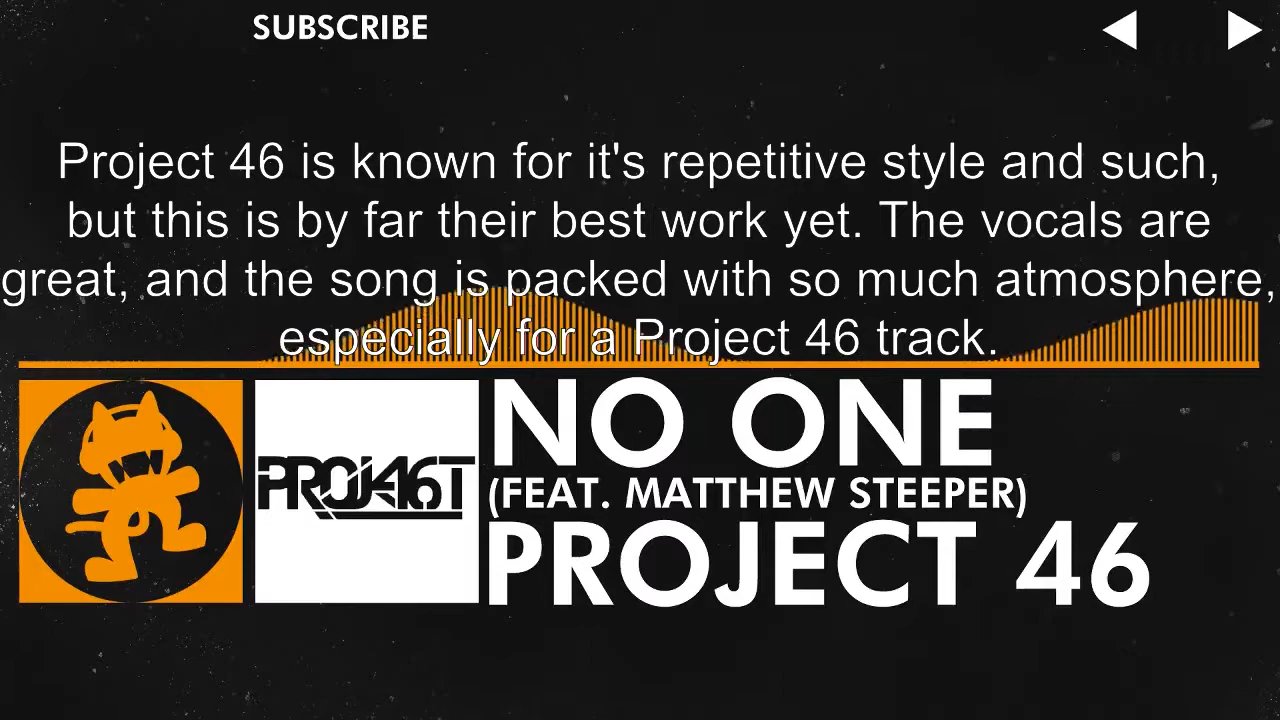 SUBSCRIBE
Project 46 is known for it's repetitive style and such,
but this is by far their best work yet. The vocals are
great, and the song is packed with so much atmosphere,
especially for a Project 46 track.
PROJ46T
NO ONE
(FEAT. MATTHEW STEEPER)
PROJECT 46